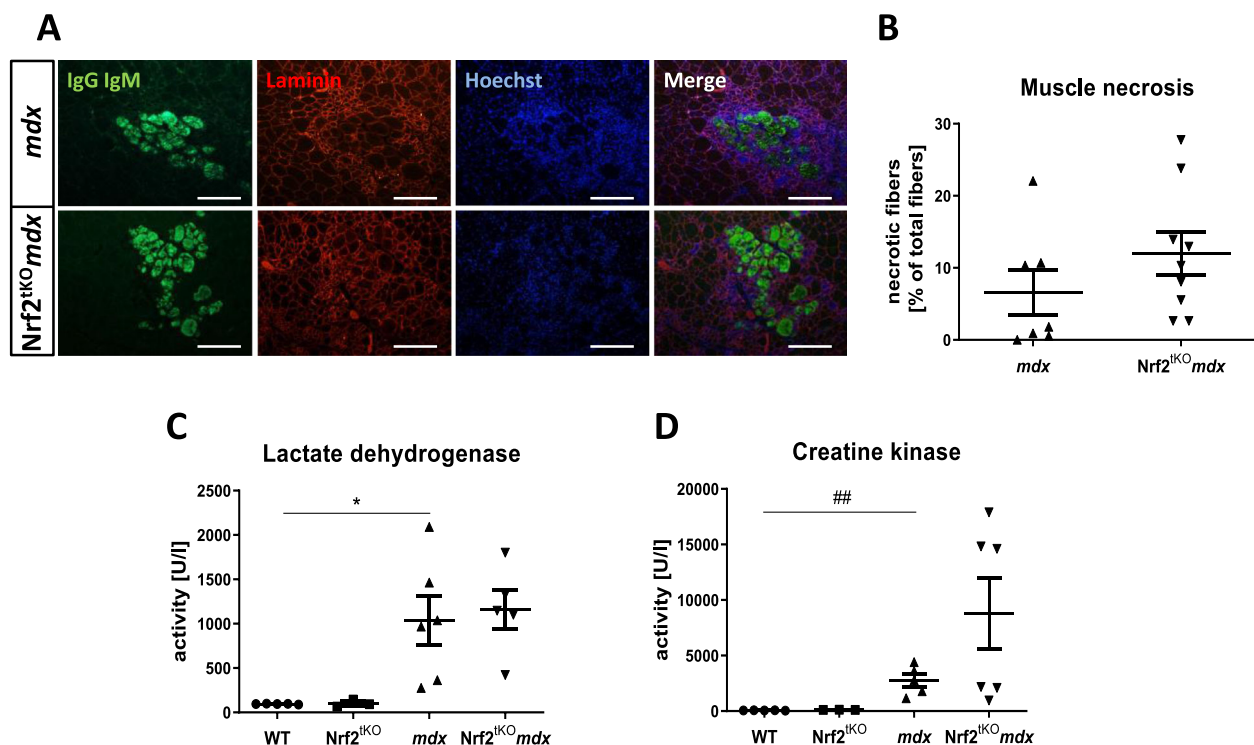 A
IgG IgM Laminin Hoechst Merge
mdx
Nrf2tKOmdx
B
Muscle necrosis
necrotic fibers
[% of total fibers]
30
20
10
0
mdx Nrf2tKOmdx
C
Lactate dehydrogenase
activity [U/l]
2500
2000
1500
1000
500
0
*
WT Nrf2tKO mdx Nrf2tKOmdx
D
Creatine kinase
activity [U/l]
20000
15000
10000
5000
0
##
WT Nrf2tKO mdx Nrf2tKOmdx